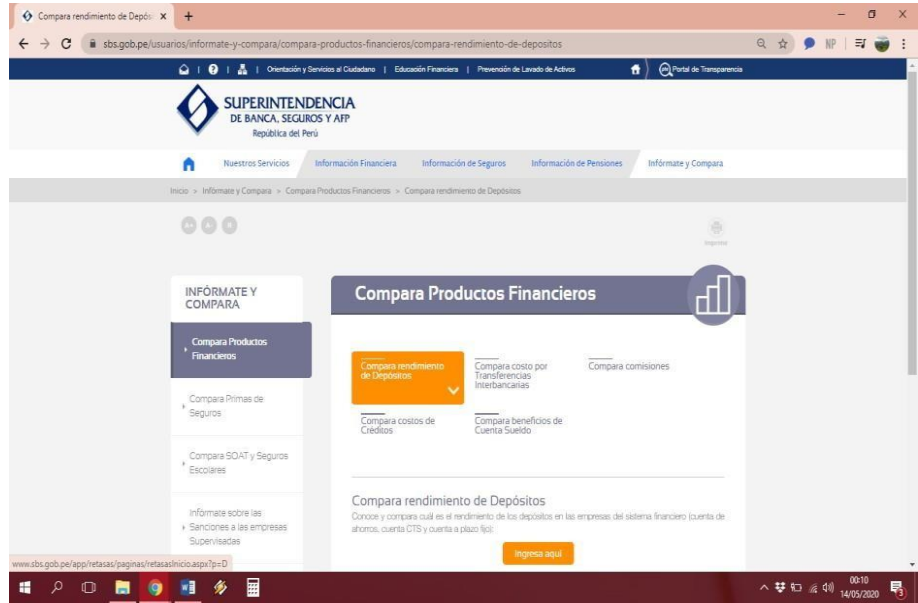 Compara rendimiento de Depós
sbs.gob.pe/usuarios/informate-y-compara/compara-productos-financieros/compara-rendimiento-de-depositos
NP
Orientación y Servicios al Ciudadano | Educación Financiera | Prevención de Lavado de Activos
Portal de Transparencia
SUPERINTENDENCIA
DE BANCA, SEGUROS Y AFP
República del Perú
Nuestros Servicios
Información Financiera
Información de Seguros
Información de Pensiones
Infórmate y Compara
Inicio > Infórmate y Compara > Compara Productos Financieros > Compara rendimiento de Depósitos
Imprimir
INFÓRMATE Y
COMPARA
Compara Productos Financieros
Compara Productos
Financieros
Compara rendimiento
de Depósitos
Compara costo por
Transferencias
Interbancarias
Compara comisiones
Compara Primas de
Seguros
Compara costos de
Créditos
Compara beneficios de
Cuenta Sueldo
Compara SOAT y Seguros
Escolares
Compara rendimiento de Depósitos
Conoce y compara cuál es el rendimiento de los depósitos en las empresas del sistema financiero (cuenta de
ahorros, cuenta CTS y cuenta a plazo fijo):
Infórmate sobre las
Sanciones a las empresas
Supervisadas
Ingresa aquí
www.sbs.gob.pe/app/retasas/paginas/retasasInicio.aspx?p=D
00:10
14/05/2020
3